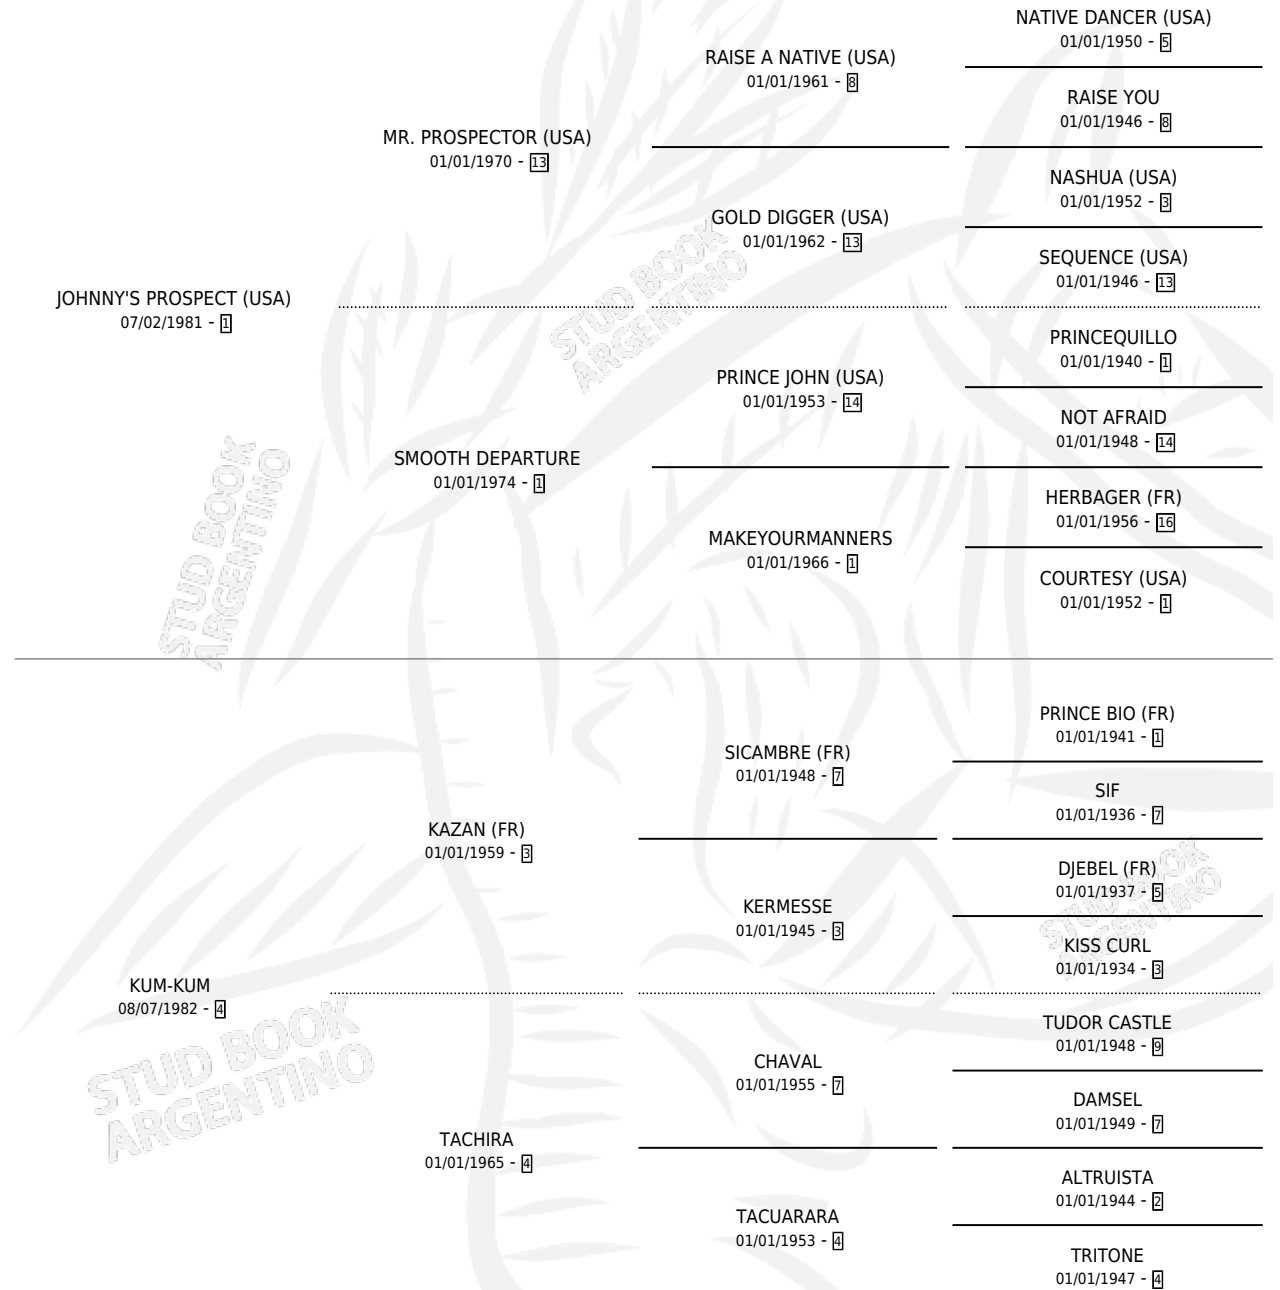 NATIVE DANCER (USA)
01/01/1950 - 5
RAISE A NATIVE (USA)
01/01/1961 - 8
RAISE YOU
01/01/1946 - 8
MR. PROSPECTOR (USA)
01/01/1970 - 13
NASHUA (USA)
01/01/1952 - 3
GOLD DIGGER (USA)
01/01/1962 - 13
SEQUENCE (USA)
01/01/1946 - 13
JOHNNY'S PROSPECT (USA)
07/02/1981 - 1
PRINCEQUILLO
01/01/1940 - 1
PRINCE JOHN (USA)
01/01/1953 - 14
NOT AFRAID
01/01/1948 - 14
SMOOTH DEPARTURE
01/01/1974 - 1
HERBAGER (FR)
01/01/1956 - 16
MAKEYOURMANNERS
01/01/1966 - 1
COURTESY (USA)
01/01/1952 - 1
PRINCE BIO (FR)
01/01/1941 - 1
SICAMBRE (FR)
01/01/1948 - 7
SIF
01/01/1936 - 7
KAZAN (FR)
01/01/1959 - 3
DJEBEL (FR)
01/01/1937 - 5
KERMESSE
01/01/1945 - 3
KISS CURL
01/01/1934 - 3
KUM-KUM
08/07/1982 - 4
TUDOR CASTLE
01/01/1948 - 9
CHAVAL
01/01/1955 - 7
DAMSEL
01/01/1949 - 7
TACHIRA
01/01/1965 - 4
ALTRUISTA
01/01/1944 - 2
TACUARARA
01/01/1953 - 4
TRITONE
01/01/1947 - 4
STUD BOOK
ARGENTINO
STUD BOOK
ARGENTINO
STUD BOOK
ARGENTINO
STUD BOOK
ARGENTINO